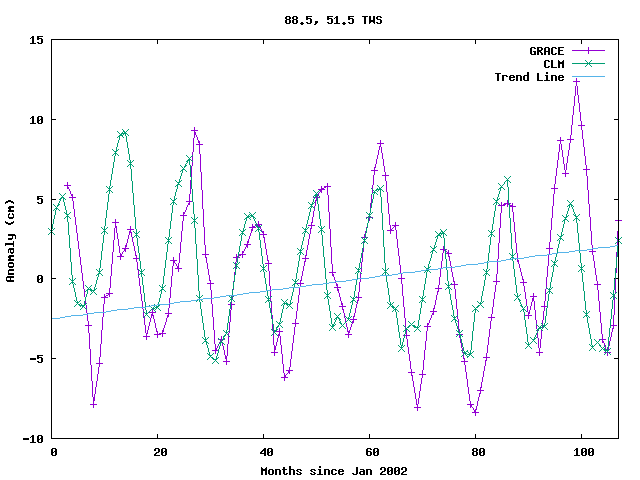 88.5, 51.5 TWS
15
10
5
0
-5
-10
GRACE
CLM
Trend Line
Anomaly (cm)
0 20 40 60 80 100
Months since Jan 2002